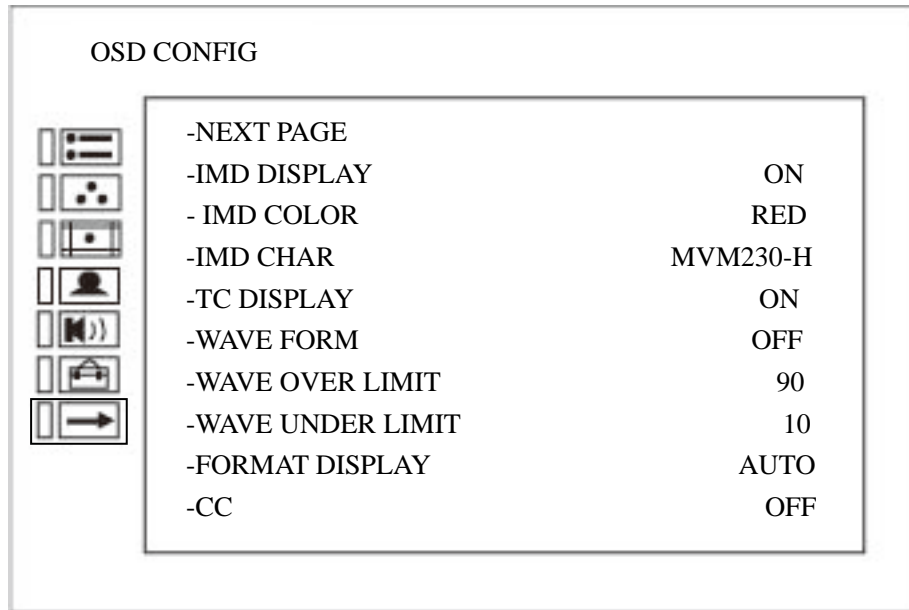 OSD CONFIG
-NEXT PAGE
-IMD DISPLAY ON
- IMD COLOR RED
-IMD CHAR MVM230-H
-TC DISPLAY ON
-WAVE FORM OFF
-WAVE OVER LIMIT 90
-WAVE UNDER LIMIT 10
-FORMAT DISPLAY AUTO
-CC OFF